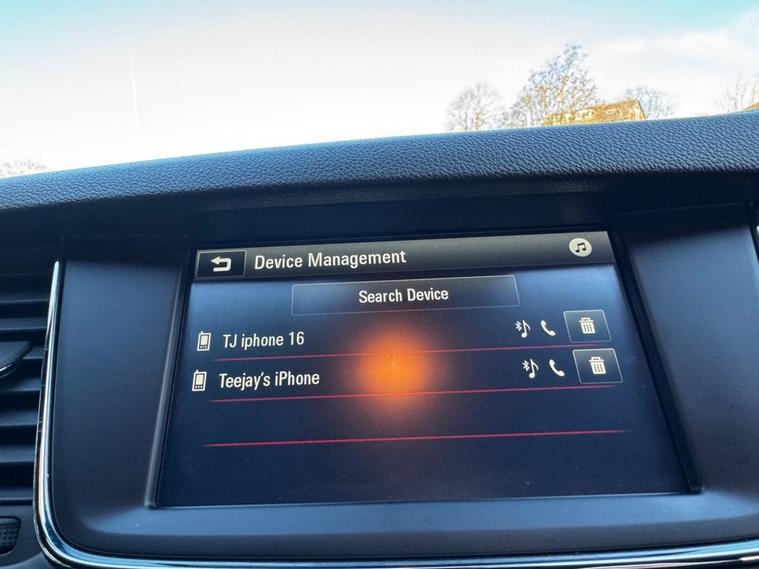 Device Management
Search Device
TJ iphone 16
Teejay's iPhone